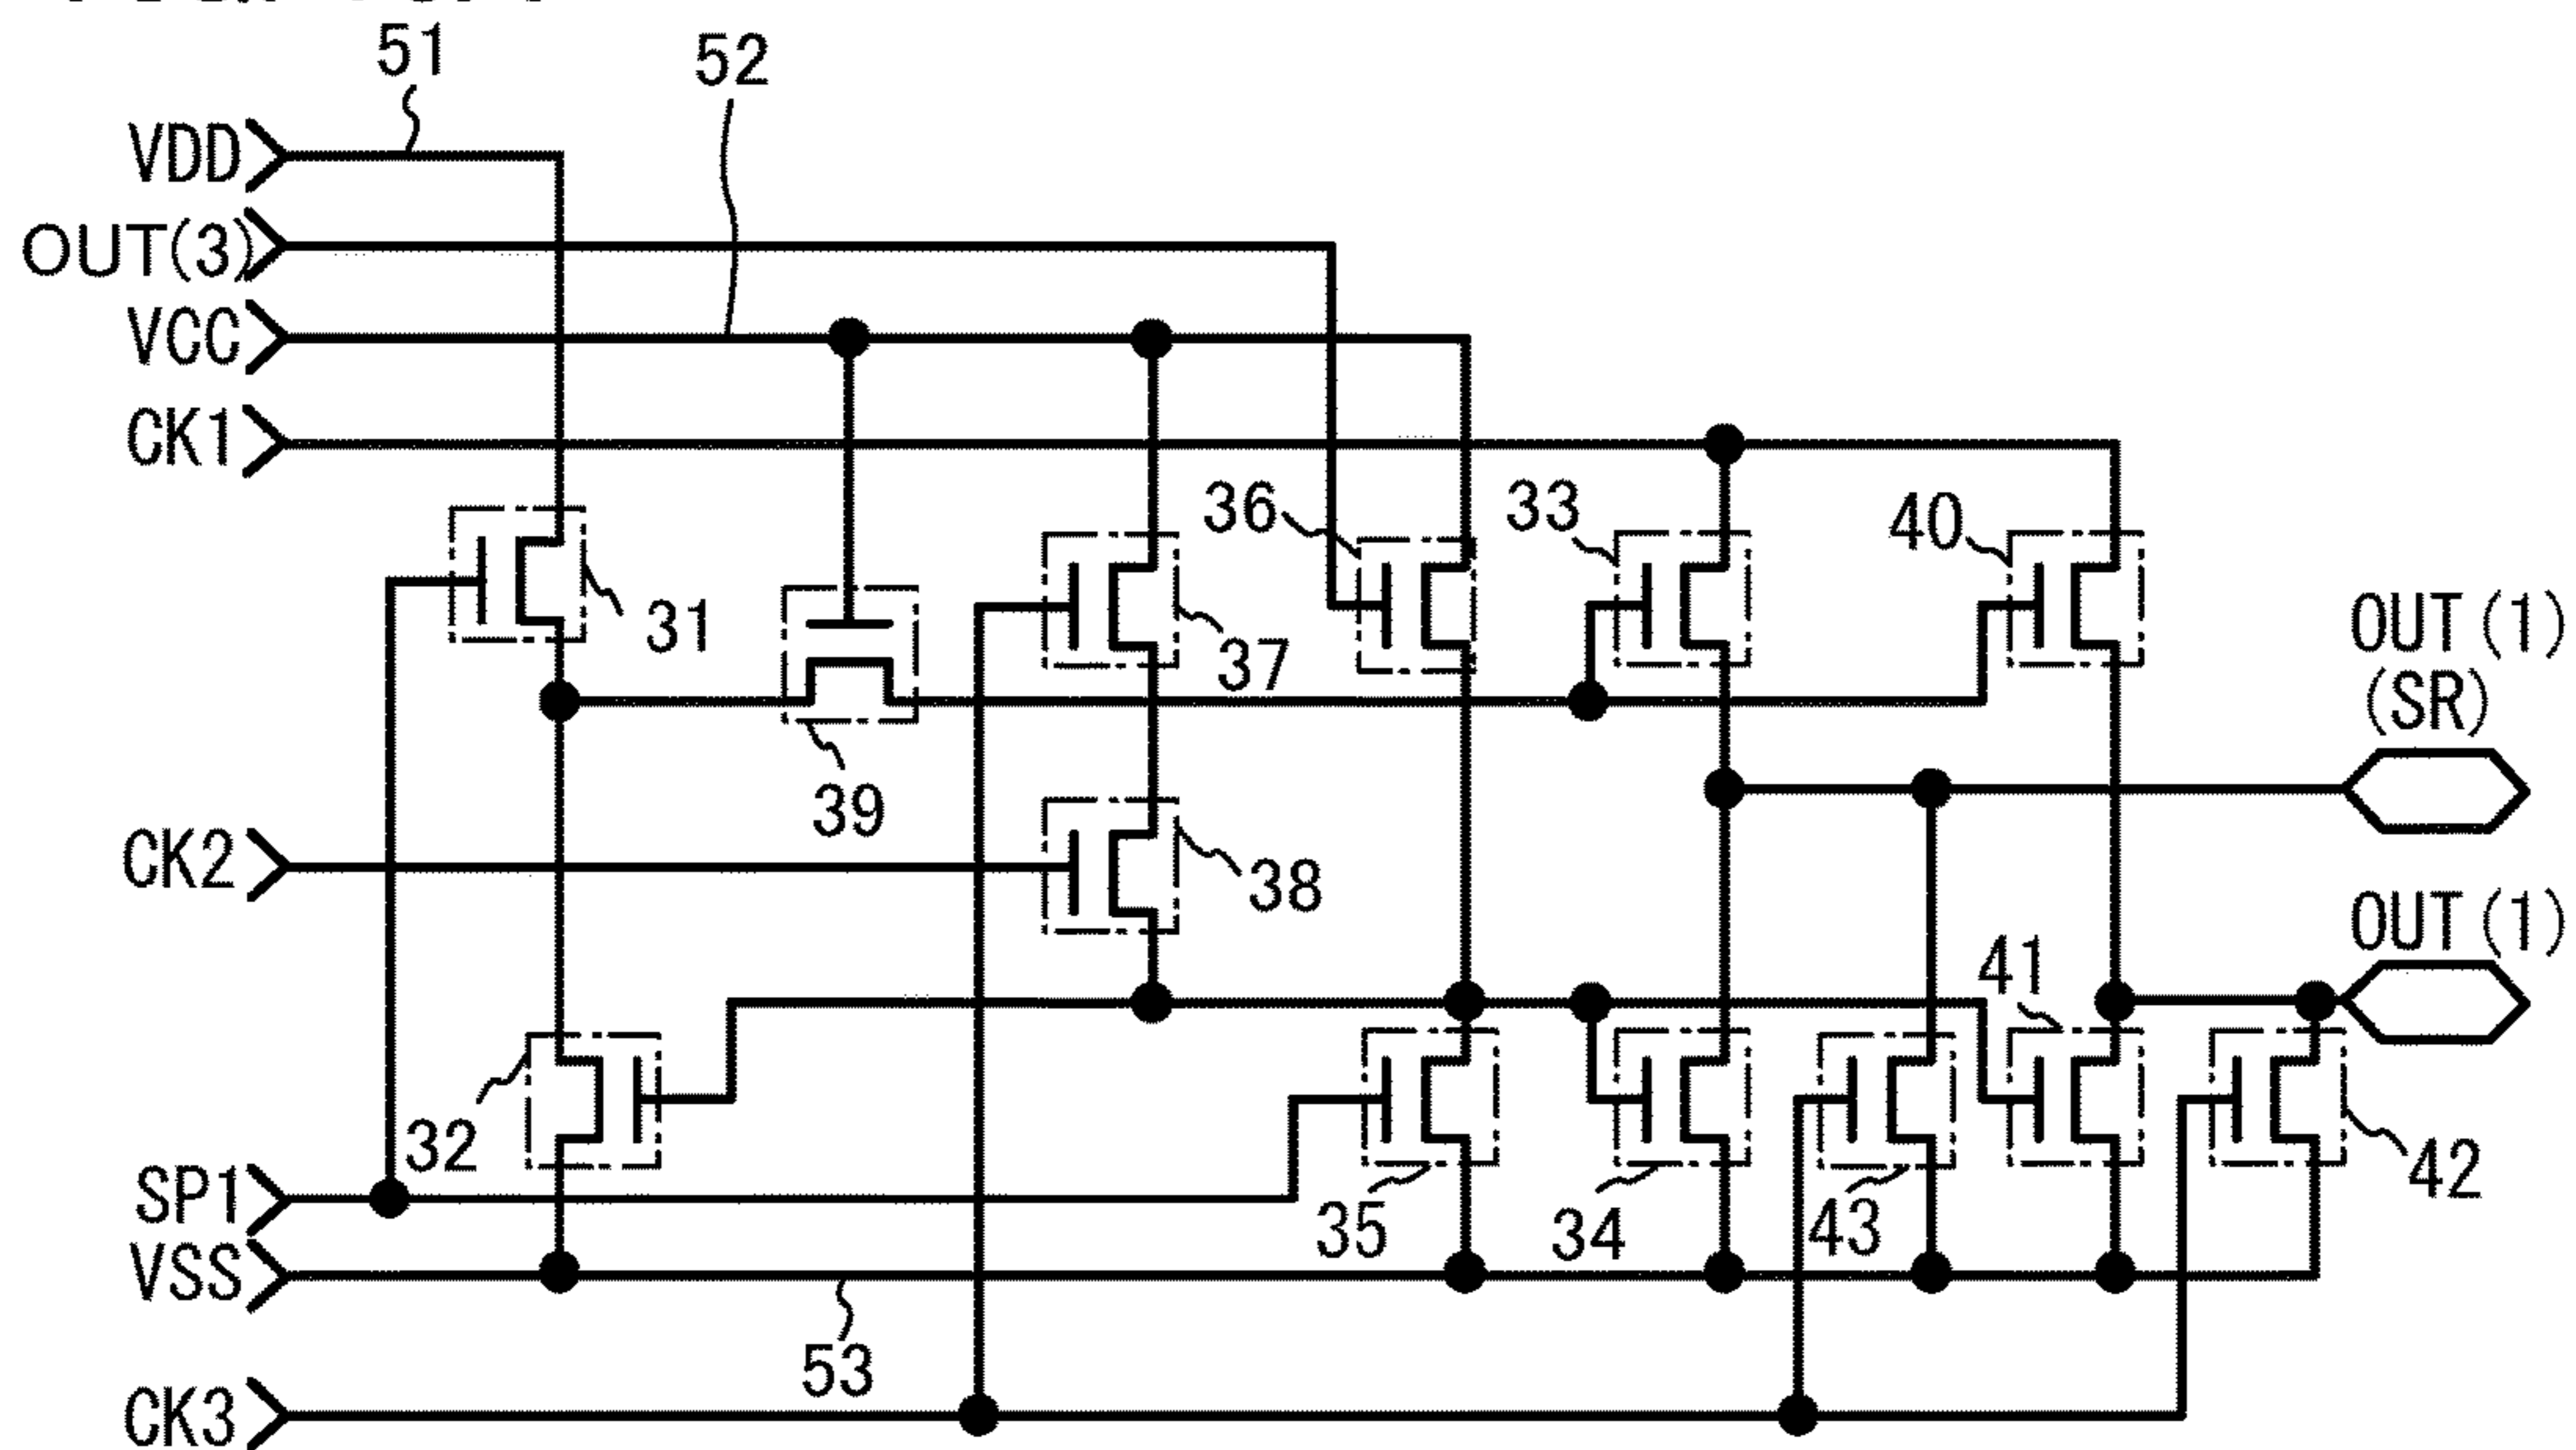 51
52
VDD
OUT(3)
VCC
CK1
36
33
40
31
37
39
OUT(1)
(SR)
CK2
38
OUT(1)
41
32
SP1
35
34
43
42
VSS
53
CK3